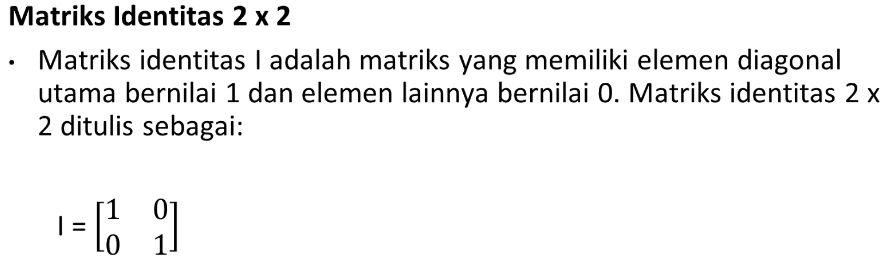 Matriks Identitas 2 x 2
• Matriks identitas I adalah matriks yang memiliki elemen diagonal
utama bernilai 1 dan elemen lainnya bernilai 0. Matriks identitas 2 x
2 ditulis sebagai:
I = [1 0
0 1]